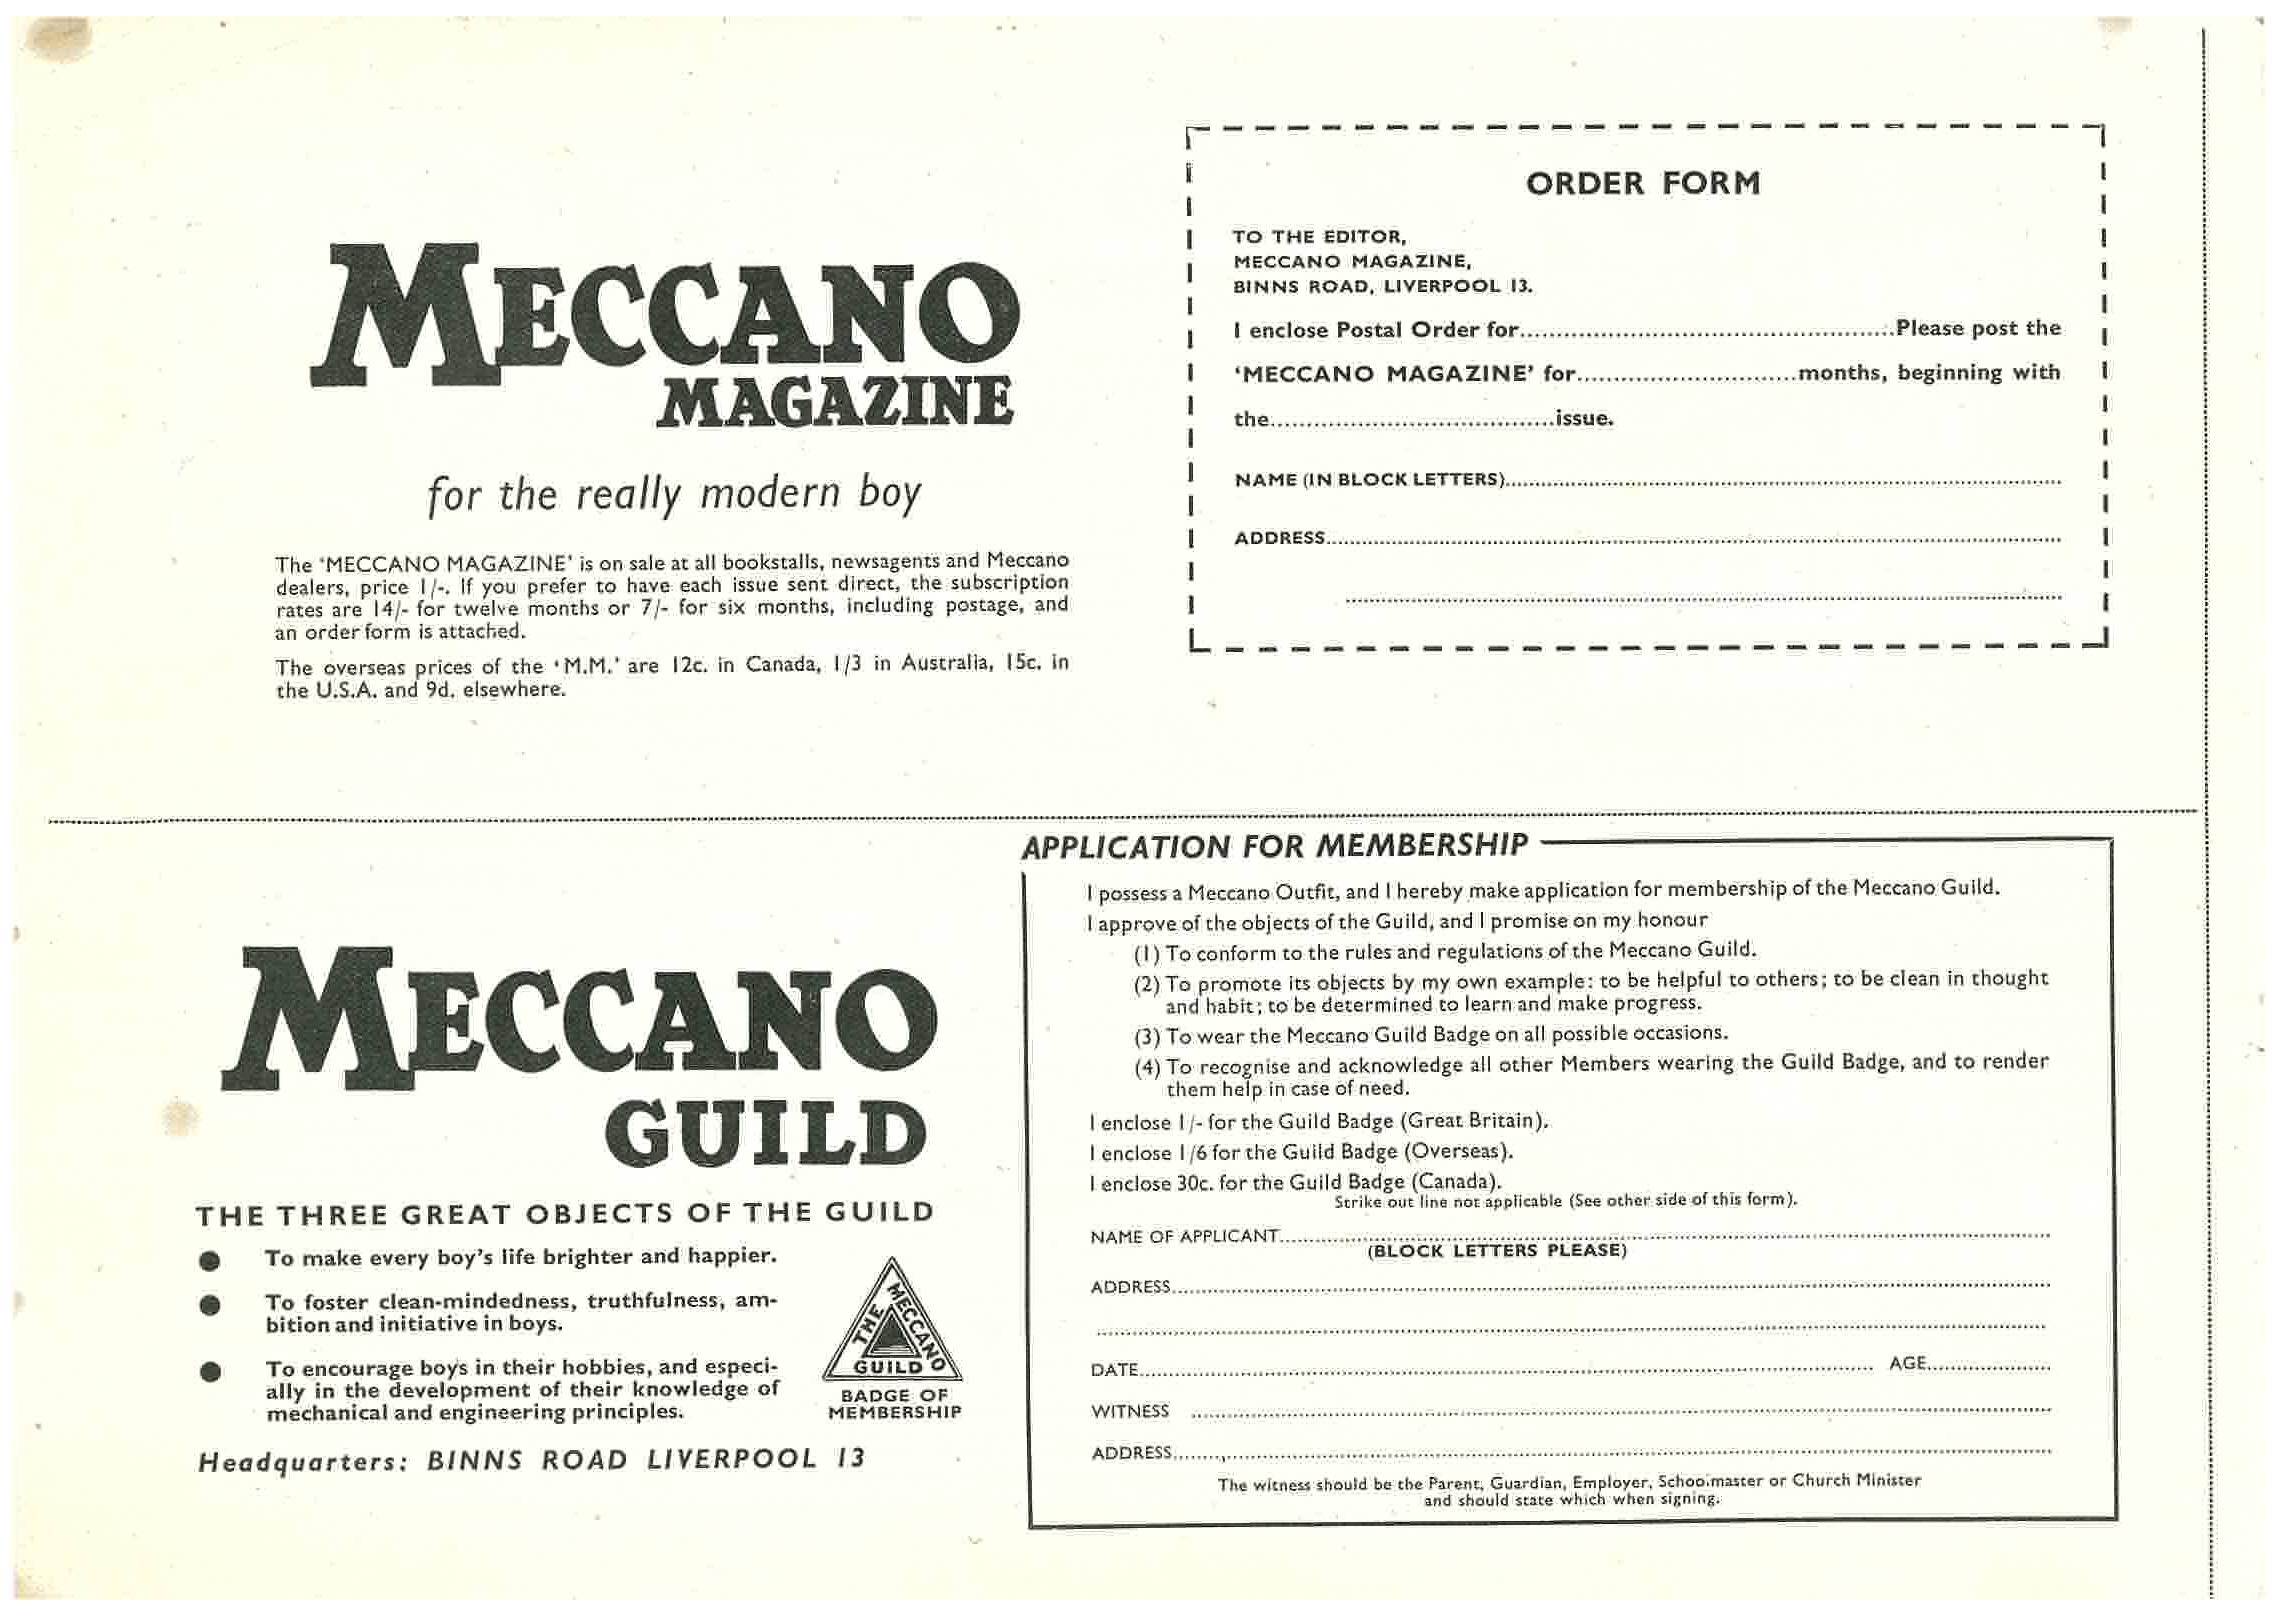 MECCANO
MAGAZINE
for the really modern boy
The 'MECCANO MAGAZINE' is on sale at all bookstalls, newsagents and Meccano
dealers, price 1/-. If you prefer to have each issue sent direct, the subscription
rates are 14/- for twelve months or 7/- for six months, including postage, and
an order form is attached.
The overseas prices of the 'M.M.' are 12c. in Canada, 1/3 in Australia, 15c. in
the U.S.A. and 9d. elsewhere.
ORDER FORM
TO THE EDITOR,
MECCANO MAGAZINE,
BINNS ROAD, LIVERPOOL 13.
I enclose Postal Order for..................................................Please post the
'MECCANO MAGAZINE' for..............................months, beginning with
the.......................................issue.
NAME (IN BLOCK LETTERS)..........................................................
ADDRESS..........................................................
MECCANO
GUILD
THE THREE GREAT OBJECTS OF THE GUILD
● To make every boy's life brighter and happier.
● To foster clean-mindedness, truthfulness, am-
bition and initiative in boys.
● To encourage boys in their hobbies, and especi-
ally in the development of their knowledge of
mechanical and engineering principles.
THE MECCANO GUILD
BADGE OF
MEMBERSHIP
Headquarters: BINNS ROAD LIVERPOOL 13
APPLICATION FOR MEMBERSHIP
I possess a Meccano Outfit, and I hereby make application for membership of the Meccano Guild.
I approve of the objects of the Guild, and I promise on my honour
(1) To conform to the rules and regulations of the Meccano Guild.
(2) To promote its objects by my own example: to be helpful to others; to be clean in thought
and habit; to be determined to learn and make progress.
(3) To wear the Meccano Guild Badge on all possible occasions.
(4) To recognise and acknowledge all other Members wearing the Guild Badge, and to render
them help in case of need.
I enclose 1/- for the Guild Badge (Great Britain).
I enclose 1/6 for the Guild Badge (Overseas).
I enclose 30c. for the Guild Badge (Canada).
Strike out line not applicable (See other side of this form).
NAME OF APPLICANT..........................................................
(BLOCK LETTERS PLEASE)
ADDRESS..........................................................
DATE.......................................................... AGE....................
WITNESS ..........................................................
ADDRESS..........................................................
The witness should be the Parent, Guardian, Employer, Schoolmaster or Church Minister
and should state which when signing.